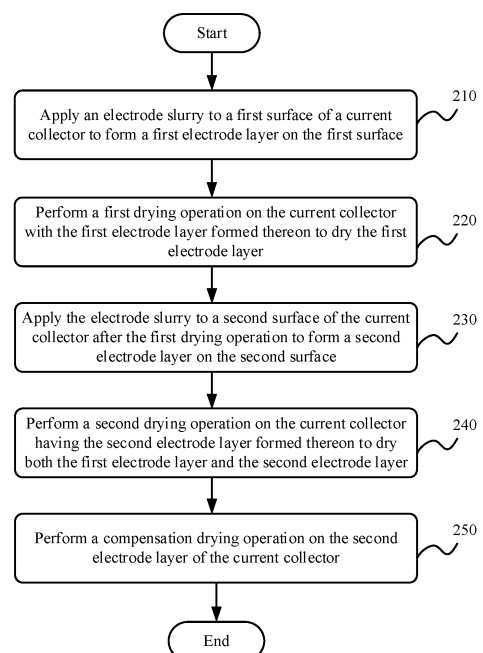 Start
Apply an electrode slurry to a first surface of a current
collector to form a first electrode layer on the first surface
210
Perform a first drying operation on the current collector
with the first electrode layer formed thereon to dry the first
electrode layer
220
Apply the electrode slurry to a second surface of the current
collector after the first drying operation to form a second
electrode layer on the second surface
230
Perform a second drying operation on the current collector
having the second electrode layer formed thereon to dry
both the first electrode layer and the second electrode layer
240
Perform a compensation drying operation on the second
electrode layer of the current collector
250
End